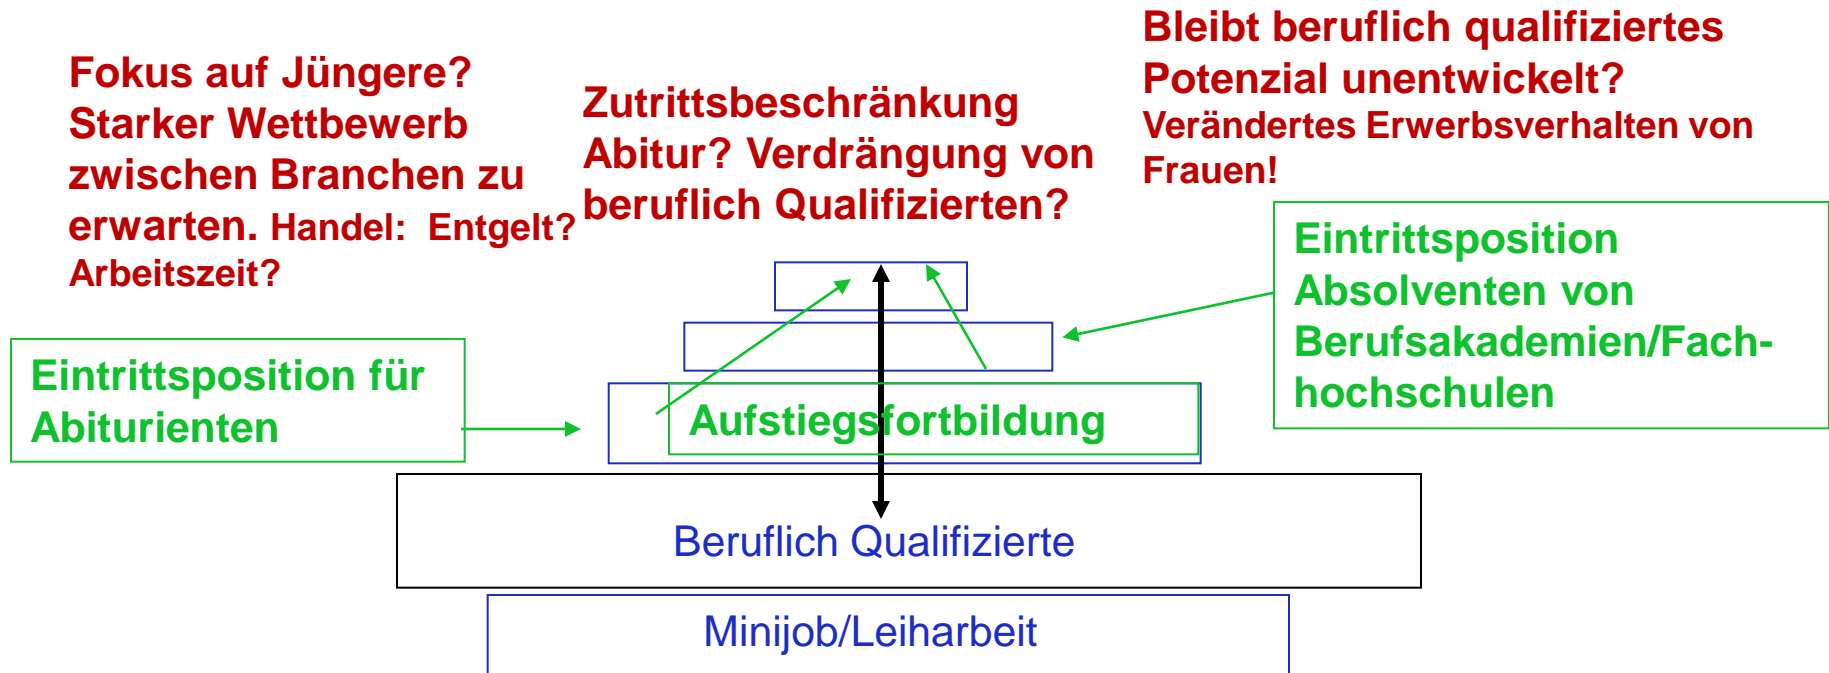 Fokus auf Jüngere?
Starker Wettbewerb
zwischen Branchen zu
erwarten. Handel: Entgelt?
Arbeitszeit?
Zutrittsbeschränkung
Abitur? Verdrängung von
beruflich Qualifizierten?
Bleibt beruflich qualifiziertes
Potenzial unentwickelt?
Verändertes Erwerbsverhalten von
Frauen!
Eintrittsposition
Absolventen von
Berufsakademien/Fach-
hochschulen
Eintrittsposition für
Abiturienten
Aufstiegsfortbildung
Beruflich Qualifizierte
Minijob/Leiharbeit